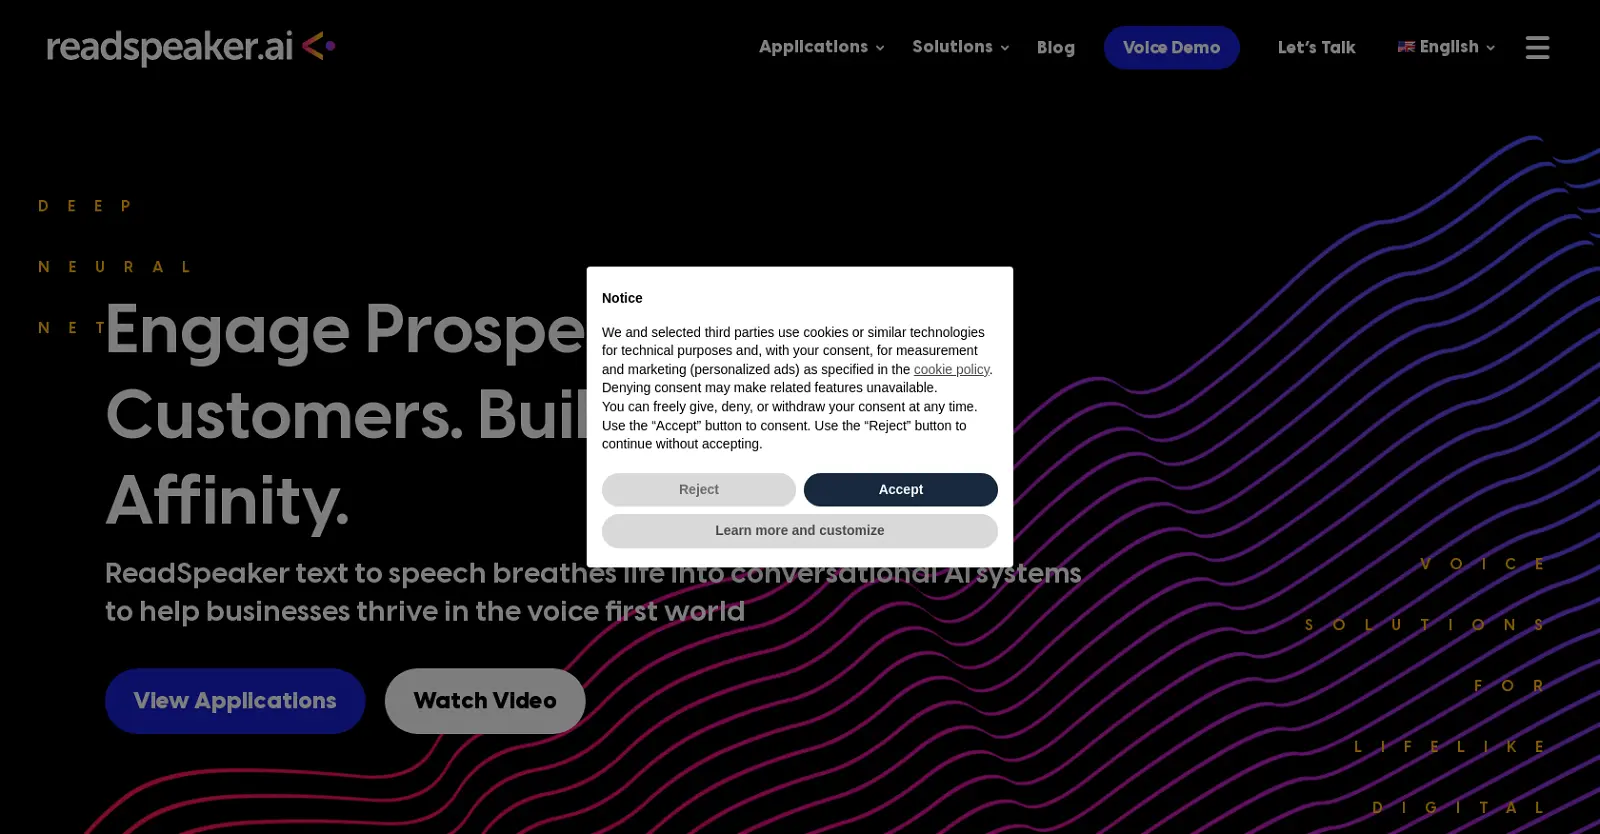 readspeaker.ai
Applications
Solutions
Blog
Voice Demo
Let's Talk
English
DEEP
NEURAL
NET
Engage Prospe
Customers. Buil
Affinity.
ReadSpeaker text to speech breathes life into conversational AI systems
to help businesses thrive in the voice first world
View Applications
Watch Video
Notice
We and selected third parties use cookies or similar technologies
for technical purposes and, with your consent, for measurement
and marketing (personalized ads) as specified in the cookie policy.
Denying consent may make related features unavailable.
You can freely give, deny, or withdraw your consent at any time.
Use the “Accept” button to consent. Use the “Reject” button to
continue without accepting.
Reject
Accept
Learn more and customize
VOICE
SOLUTIONS
FOR
LIFELIKE
DIGITAL